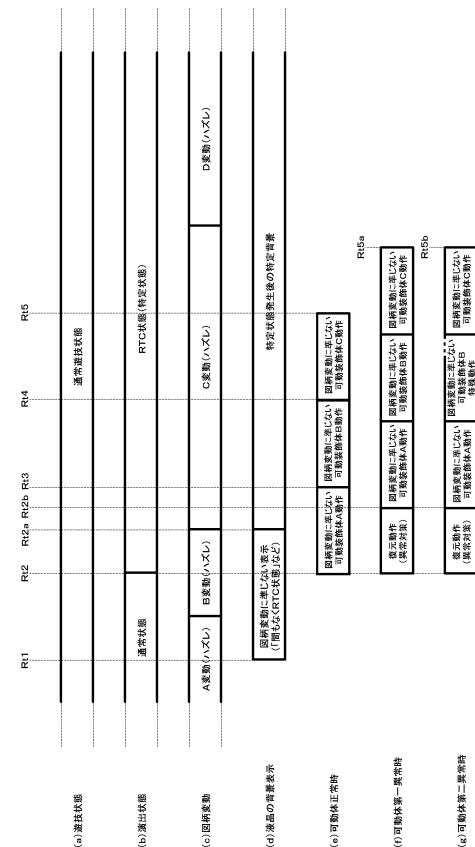 Rt1
Rt2
Rt2a
Rt2b
Rt3
Rt4
Rt5
(a)遊技状態
通常遊技状態
(b)演出状態
通常状態
RTC状態(特定状態)
(c)図柄変動
A変動(ハズレ)
B変動(ハズレ)
C変動(ハズレ)
D変動(ハズレ)
(d)液晶の背景表示
図柄変動に準じない表示
(「間もなくRTC状態」など)
特定状態発生後の特定背景
(e)可動体正常時
図柄変動に準じない
可動装飾体A動作
図柄変動に準じない
可動装飾体B動作
図柄変動に準じない
可動装飾体C動作
Rt5a
(f)可動体第一異常時
復元動作
(異常対策)
図柄変動に準じない
可動装飾体A動作
図柄変動に準じない
可動装飾体B動作
図柄変動に準じない
可動装飾体C動作
Rt5b
(g)可動体第二異常時
復元動作
(異常対策)
図柄変動に準じない
可動装飾体A動作
図柄変動に準じない
可動装飾体B
特殊動作
図柄変動に準じない
可動装飾体C動作